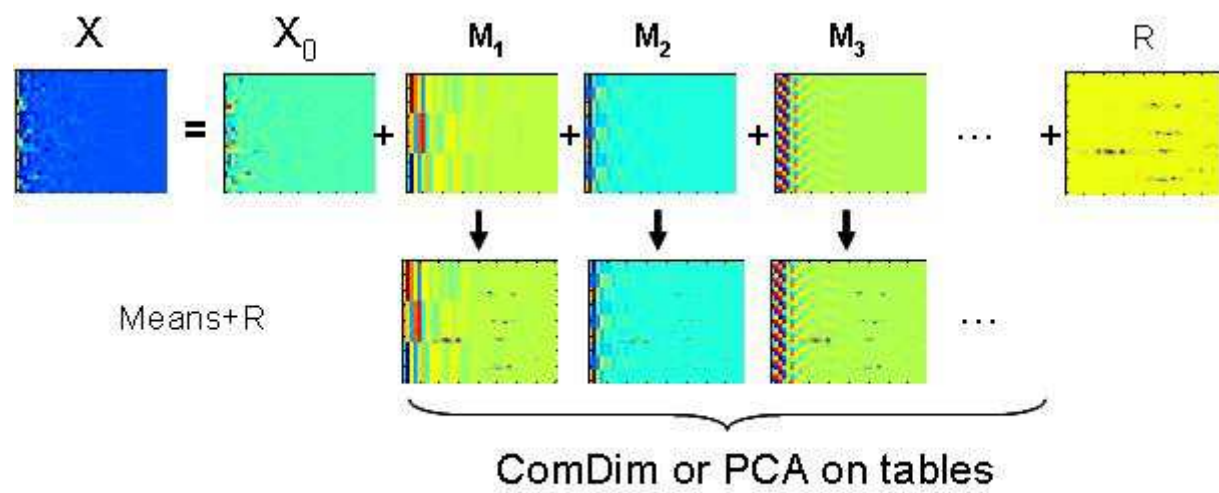 X X₀ M₁ M₂ M₃ R
= + + + ... +
Means+R ...
ComDim or PCA on tables